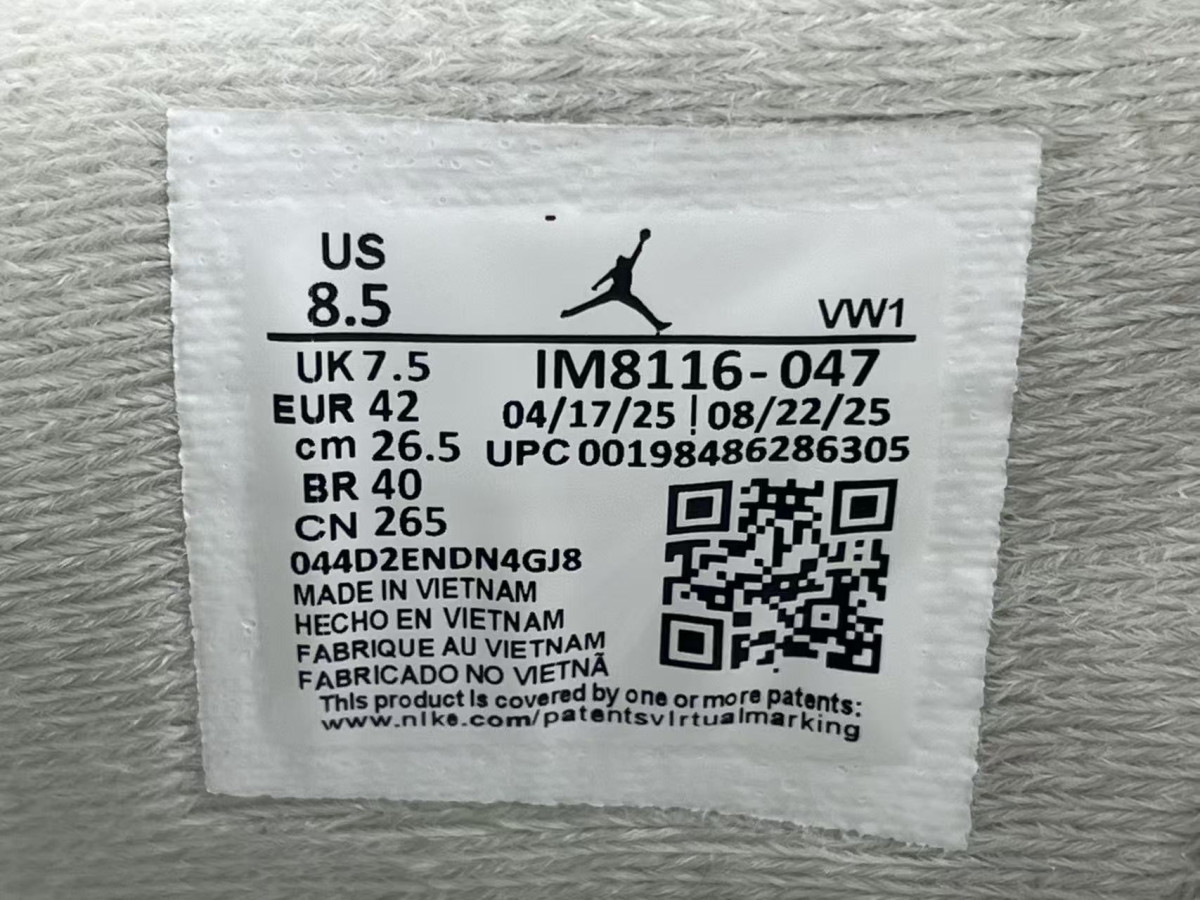 US
8.5
VW1
UK 7.5
IM8116-047
EUR 42
04/17/25 | 08/22/25
cm 26.5
UPC 00198486286305
BR 40
CN 265
044D2ENDN4GJ8
MADE IN VIETNAM
HECHO EN VIETNAM
FABRIQUE AU VIETNAM
FABRICADO NO VIETNÃ
This product is covered by one or more patents:
www.nike.com/patentsvirtualmarking